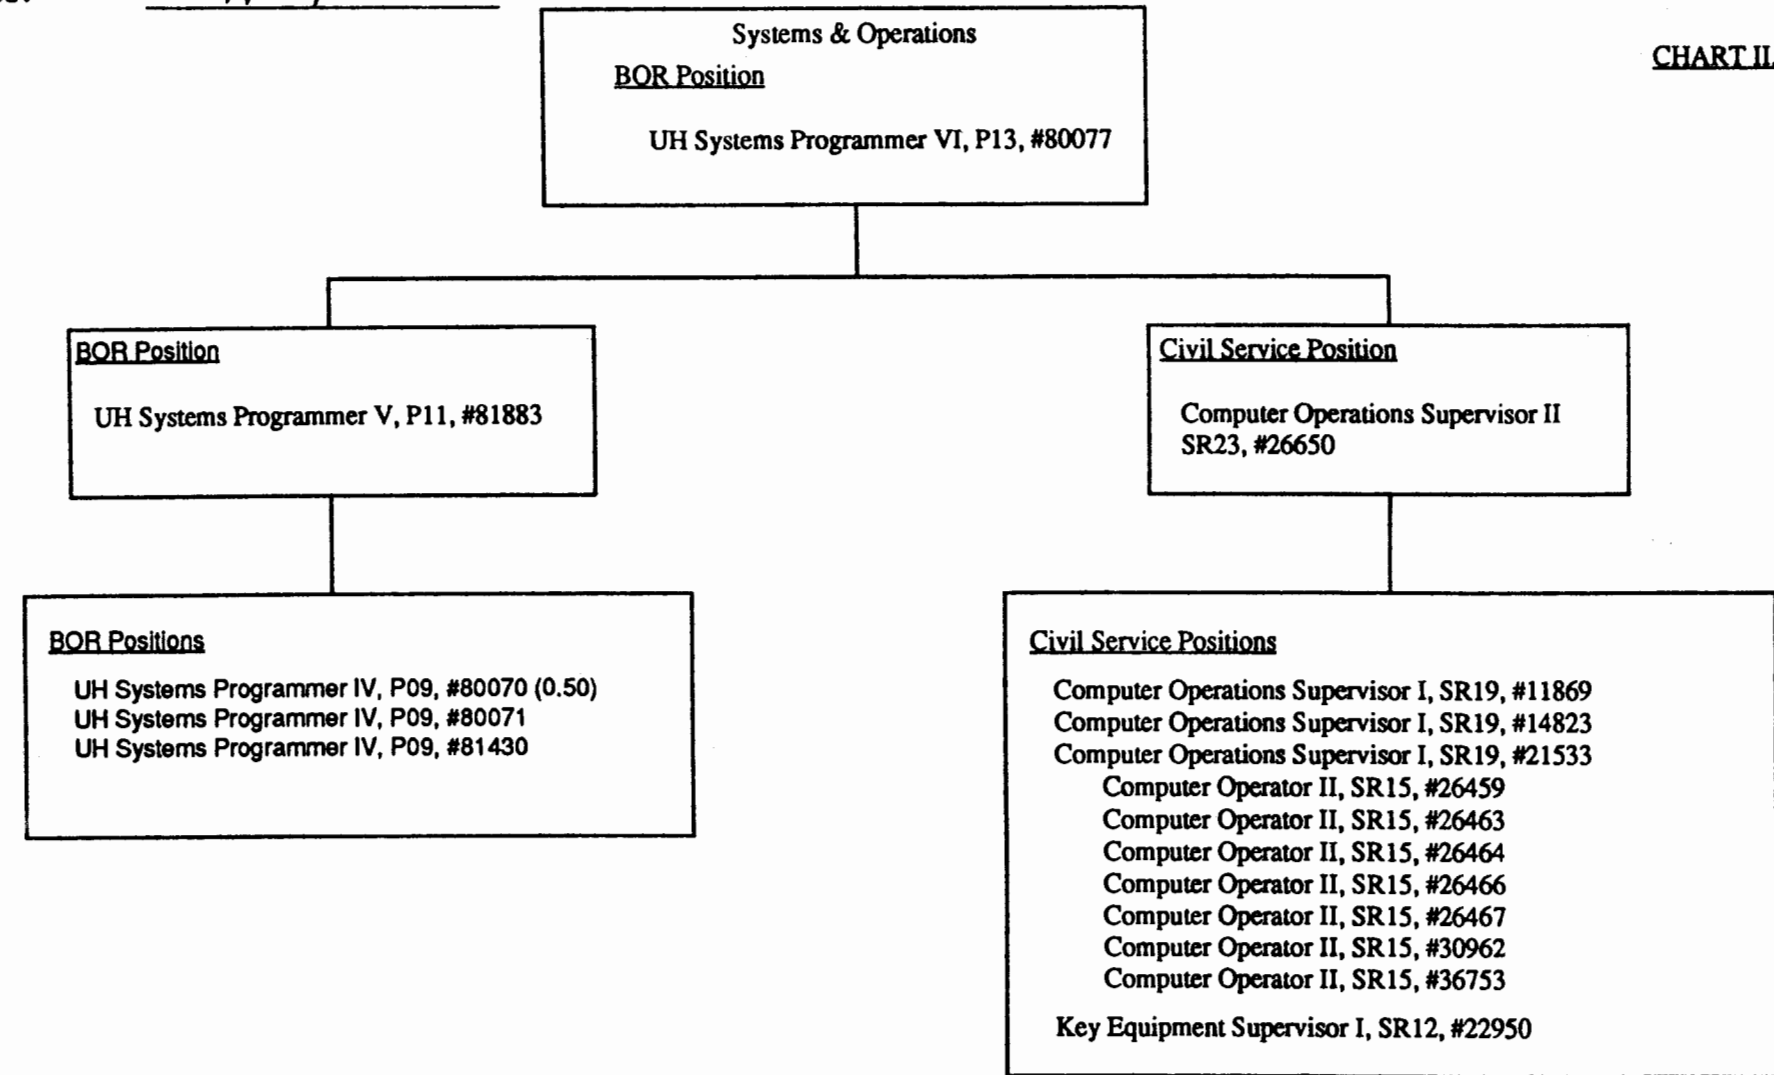 Systems & Operations
CHART II
BOR Position
UH Systems Programmer VI, P13, #80077
BOR Position
UH Systems Programmer V, P11, #81883
Civil Service Position
Computer Operations Supervisor II
SR23, #26650
BOR Positions
UH Systems Programmer IV, P09, #80070 (0.50)
UH Systems Programmer IV, P09, #80071
UH Systems Programmer IV, P09, #81430
Civil Service Positions
Computer Operations Supervisor I, SR19, #11869
Computer Operations Supervisor I, SR19, #14823
Computer Operations Supervisor I, SR19, #21533
Computer Operator II, SR15, #26459
Computer Operator II, SR15, #26463
Computer Operator II, SR15, #26464
Computer Operator II, SR15, #26466
Computer Operator II, SR15, #26467
Computer Operator II, SR15, #30962
Computer Operator II, SR15, #36753
Key Equipment Supervisor I, SR12, #22950